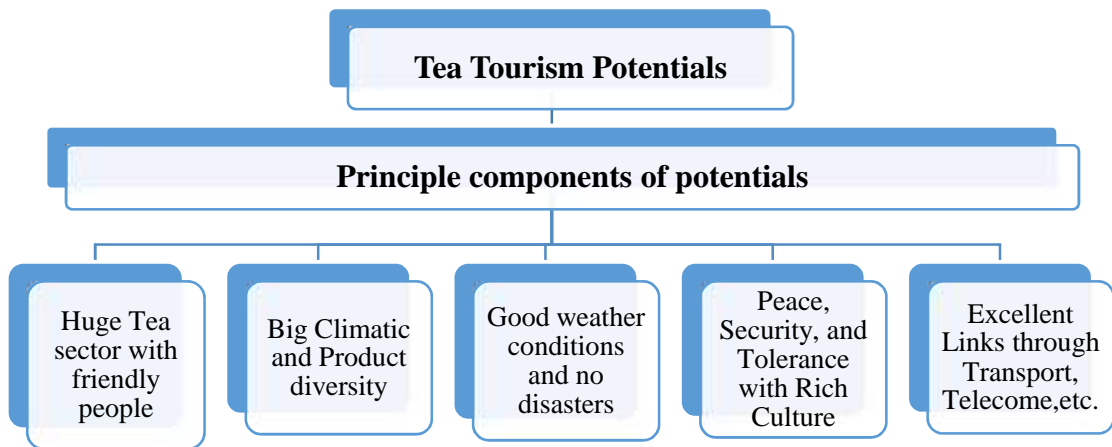 Tea Tourism Potentials
Principle components of potentials
Huge Tea
sector with
friendly
people
Big Climatic
and Product
diversity
Good weather
conditions
and no
disasters
Peace,
Security, and
Tolerance
with Rich
Culture
Excellent
Links through
Transport,
Telecome,etc.